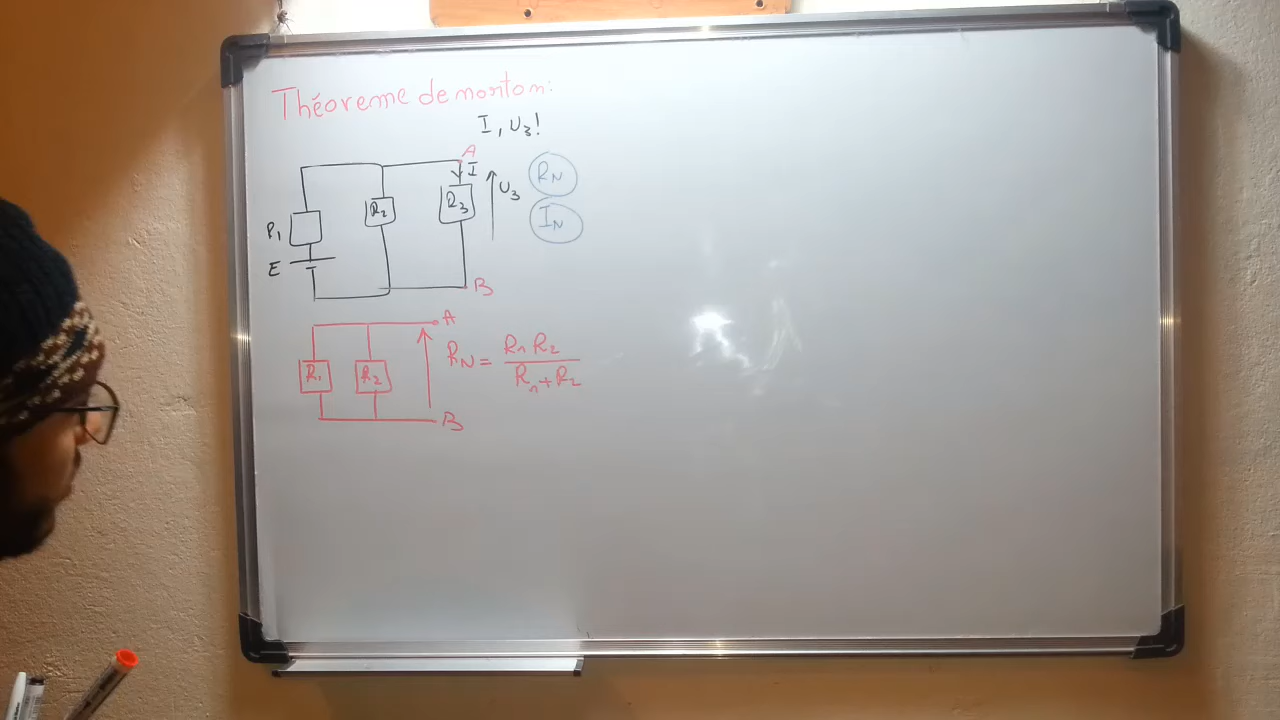 Théoreme de norton:
I, U3!
A
I
RN
R1
R2
R3
U3
IN
E
B
A
R1
R2
RN = R1 R2 / R1+R2
B